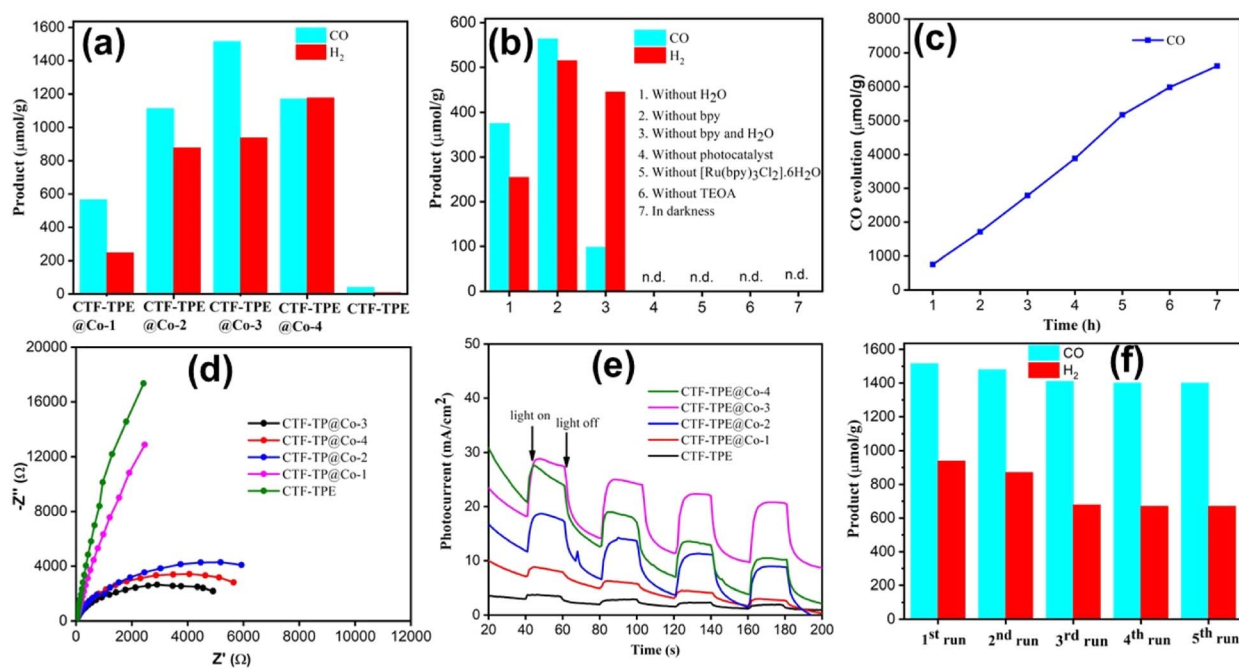 (a)
CO
H2
Product (μmol/g)
1600
1400
1200
1000
800
600
400
200
0
CTF-TPE
@Co-1
CTF-TPE
@Co-2
CTF-TPE
@Co-3
CTF-TPE
@Co-4
CTF-TPE
(b)
CO
H2
Product (μmol/g)
600
500
400
300
200
100
0
1. Without H2O
2. Without bpy
3. Without bpy and H2O
4. Without photocatalyst
5. Without [Ru(bpy)3Cl2].6H2O
6. Without TEOA
7. In darkness
n.d. n.d. n.d. n.d.
1 2 3 4 5 6 7
(c)
CO
CO evolution (μmol/g)
8000
7000
6000
5000
4000
3000
2000
1000
0
1 2 3 4 5 6 7
Time (h)
(d)
-Z'' (Ω)
20000
16000
12000
8000
4000
0
CTF-TP@Co-3
CTF-TP@Co-4
CTF-TP@Co-2
CTF-TP@Co-1
CTF-TPE
0 2000 4000 6000 8000 10000 12000
Z' (Ω)
(e)
Photocurrent (mA/cm2)
50
40
30
20
10
0
light on
light off
CTF-TPE@Co-4
CTF-TPE@Co-3
CTF-TPE@Co-2
CTF-TPE@Co-1
CTF-TPE
20 40 60 80 100 120 140 160 180 200
Time (s)
(f)
CO
H2
Product (μmol/g)
1600
1400
1200
1000
800
600
400
200
0
1st run 2nd run 3rd run 4th run 5th run